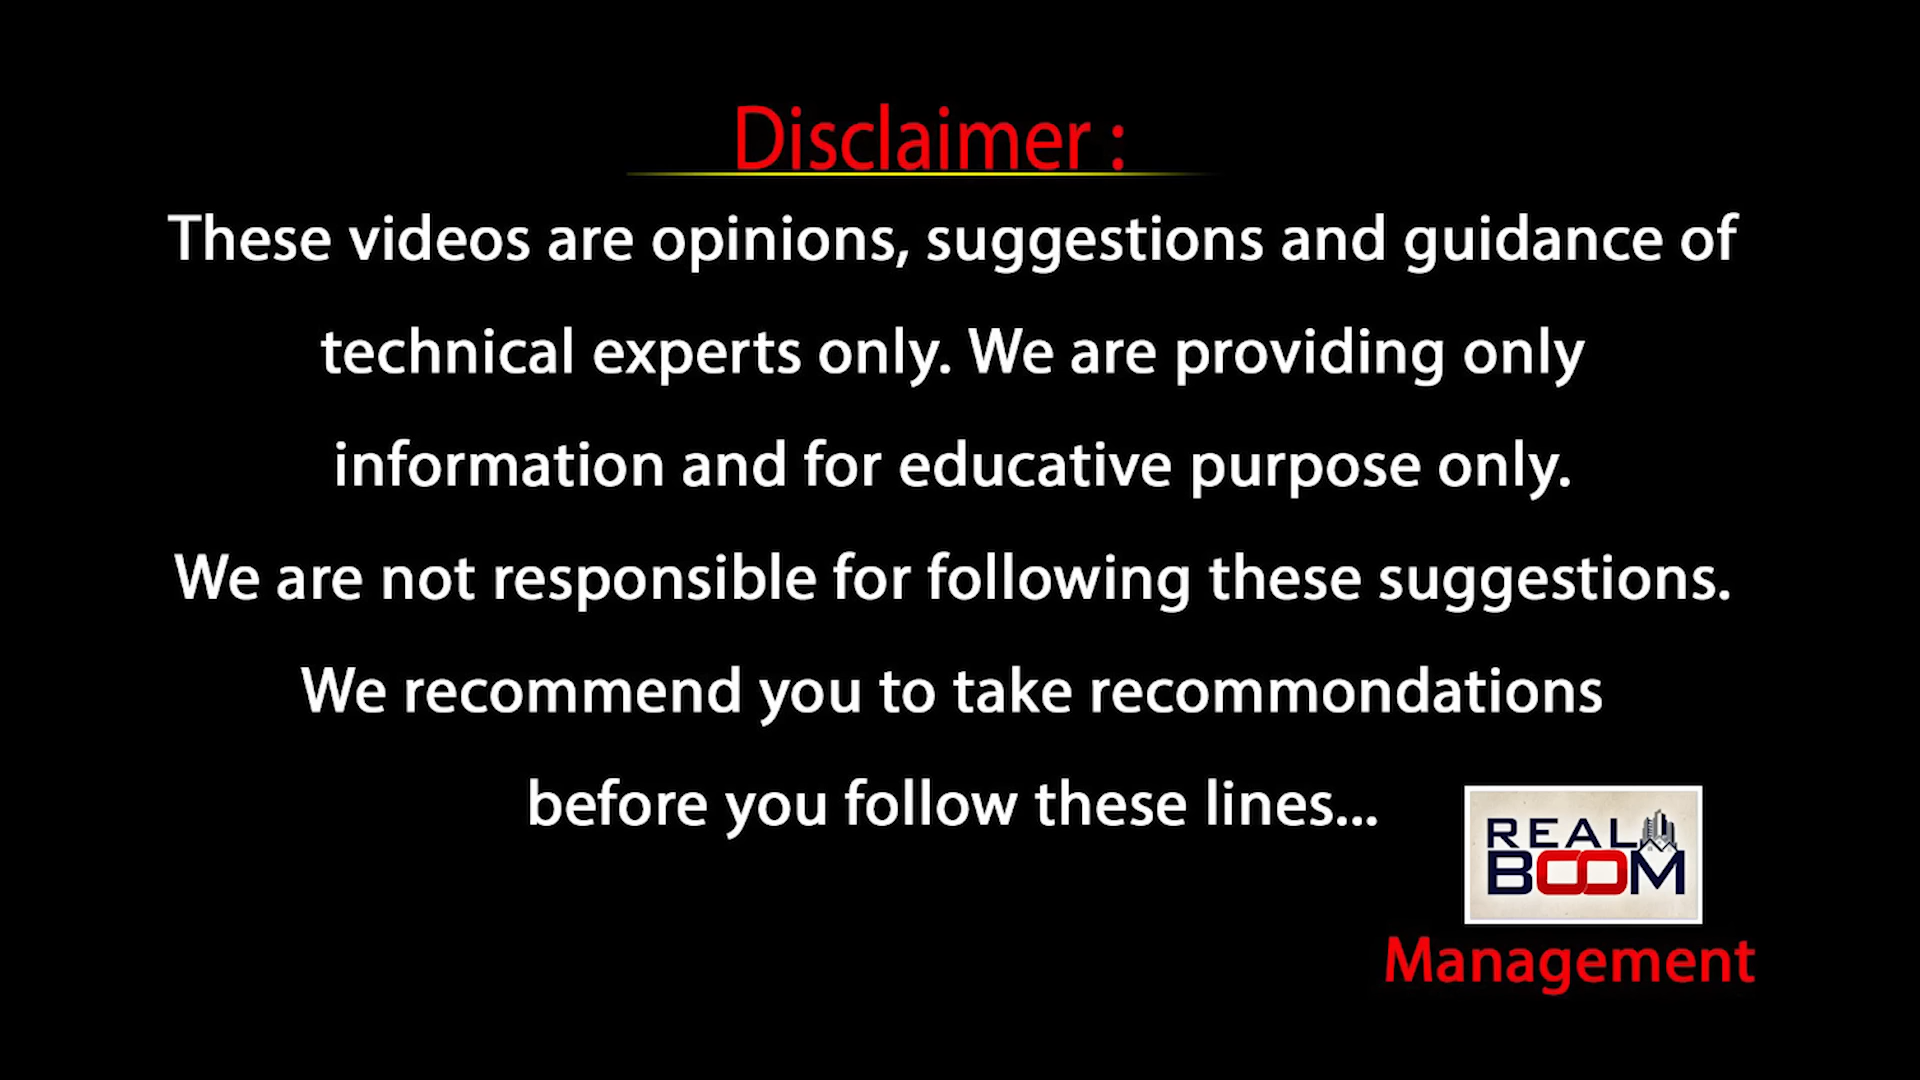 Disclaimer :
These videos are opinions, suggestions and guidance of
technical experts only. We are providing only
information and for educative purpose only.
We are not responsible for following these suggestions.
We recommend you to take recommondations
before you follow these lines...
REAL
BOOM
Management